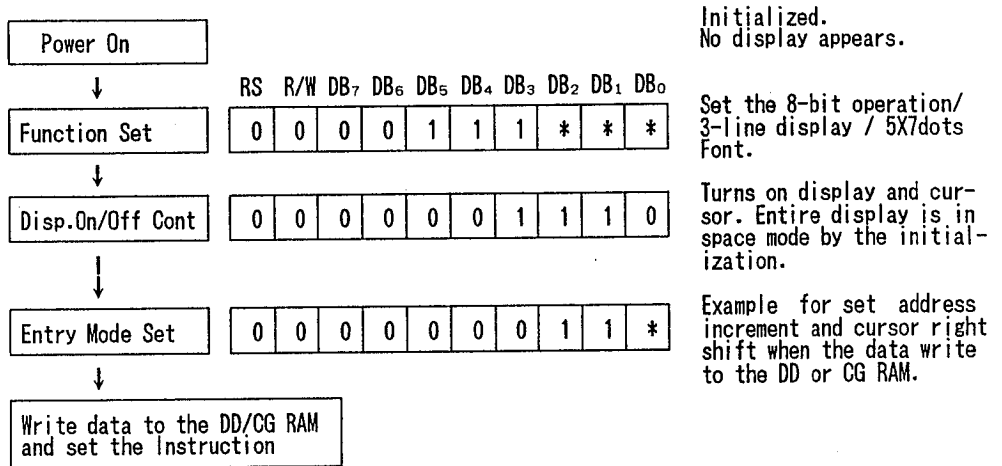 Power On
Initialized.
No display appears.
RS R/W DB₇ DB₆ DB₅ DB₄ DB₃ DB₂ DB₁ DB₀
Function Set
0 0 0 0 1 1 1 * * *
Set the 8-bit operation/
3-line display / 5X7dots
Font.
Disp.On/Off Cont
0 0 0 0 0 0 1 1 1 0
Turns on display and cur-
sor. Entire display is in
space mode by the initial-
ization.
Entry Mode Set
0 0 0 0 0 0 0 1 1 *
Example for set address
increment and cursor right
shift when the data write
to the DD or CG RAM.
Write data to the DD/CG RAM
and set the Instruction